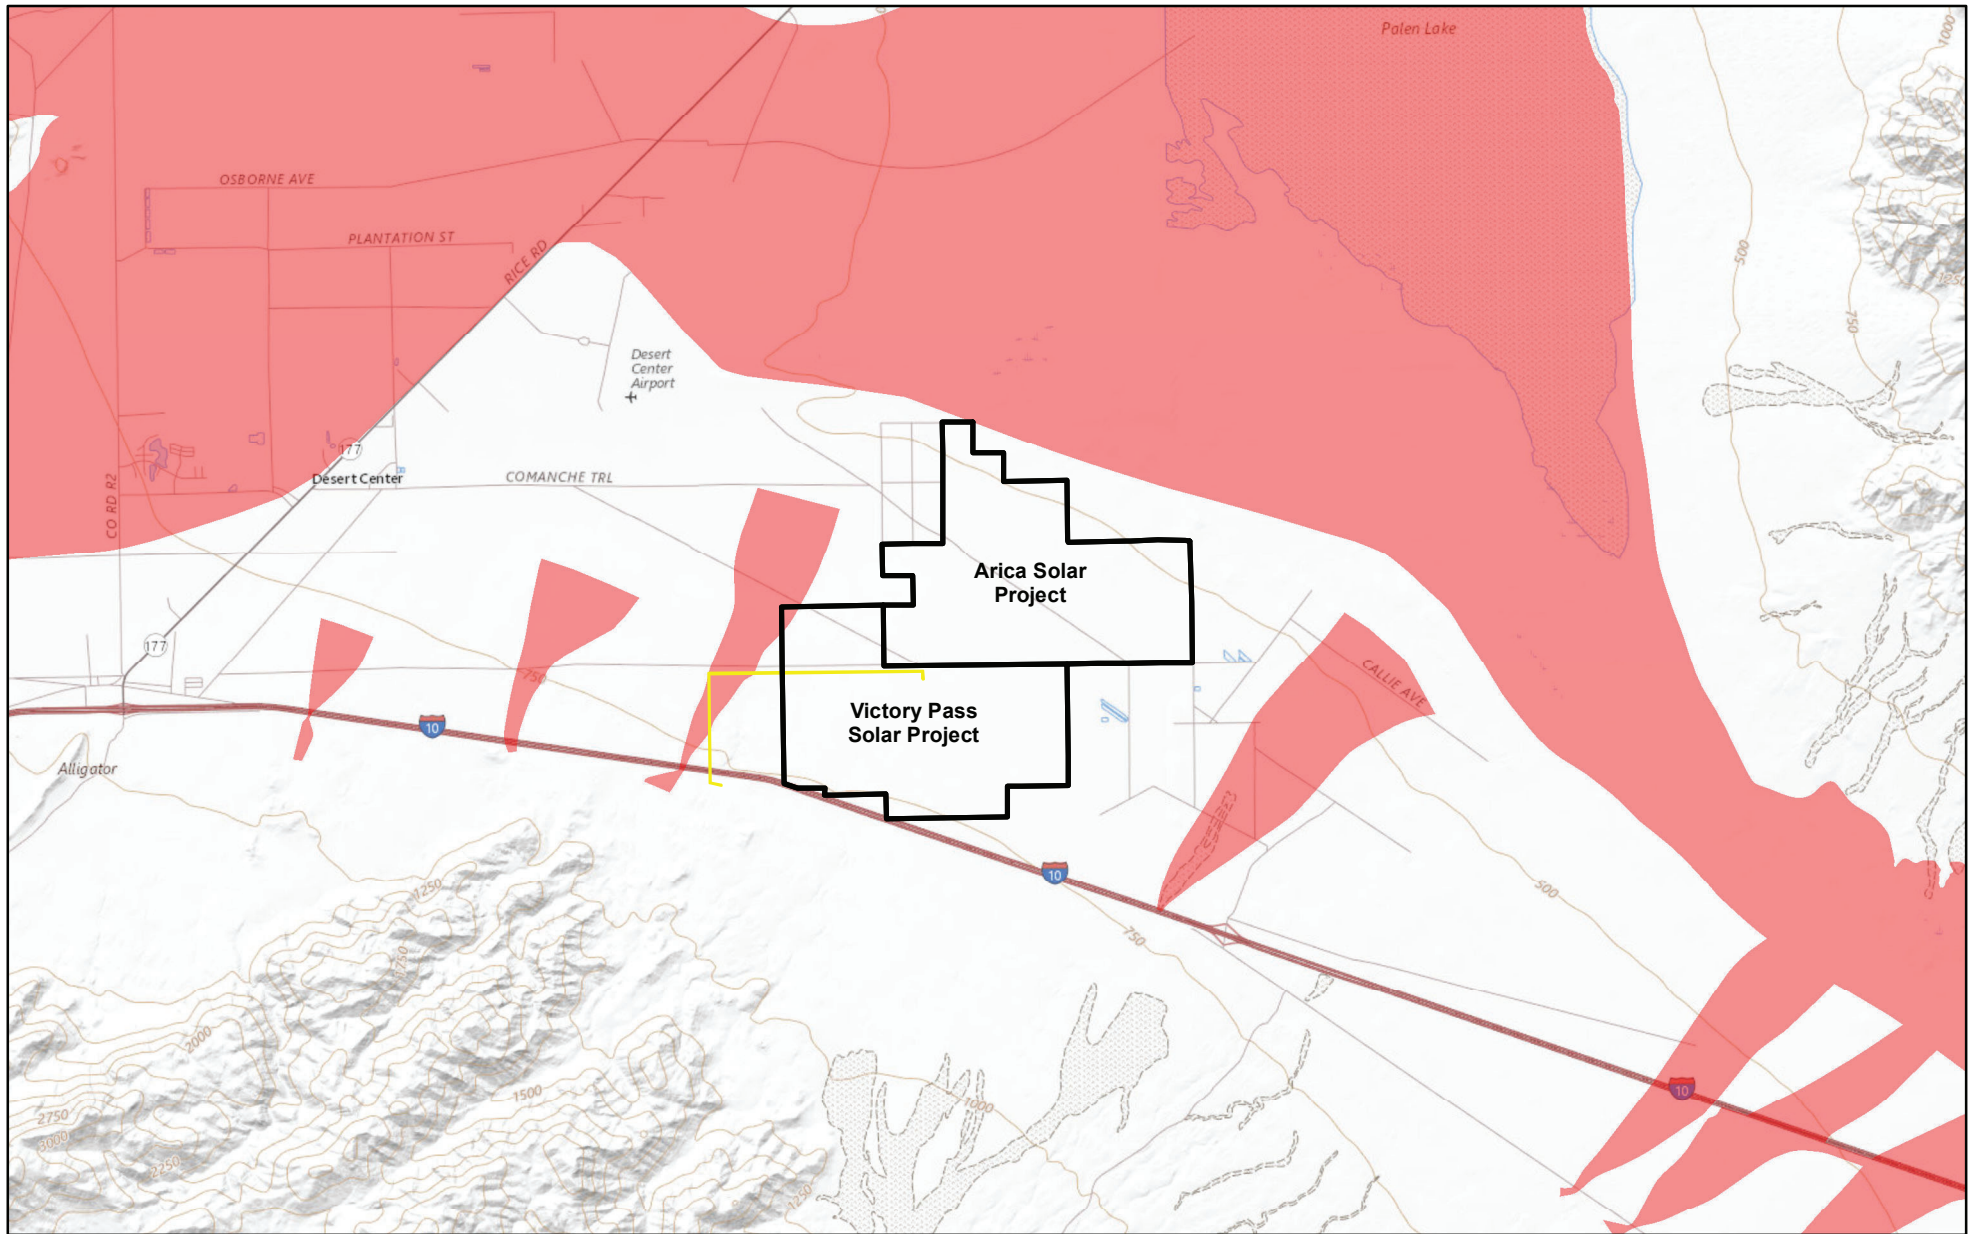 Palen Lake
1000
OSBORNE AVE
PLANTATION ST
RICE RD
500
1250
750
Desert
Center
Airport
177
Desert Center
COMANCHE TRL
CO RD R2
Arica Solar
Project
177
750
CALLIE AVE
10
Victory Pass
Solar Project
Alligator
10
1250
500
750
1750
2000
10
1500
1000
2750
3000
2250
1250